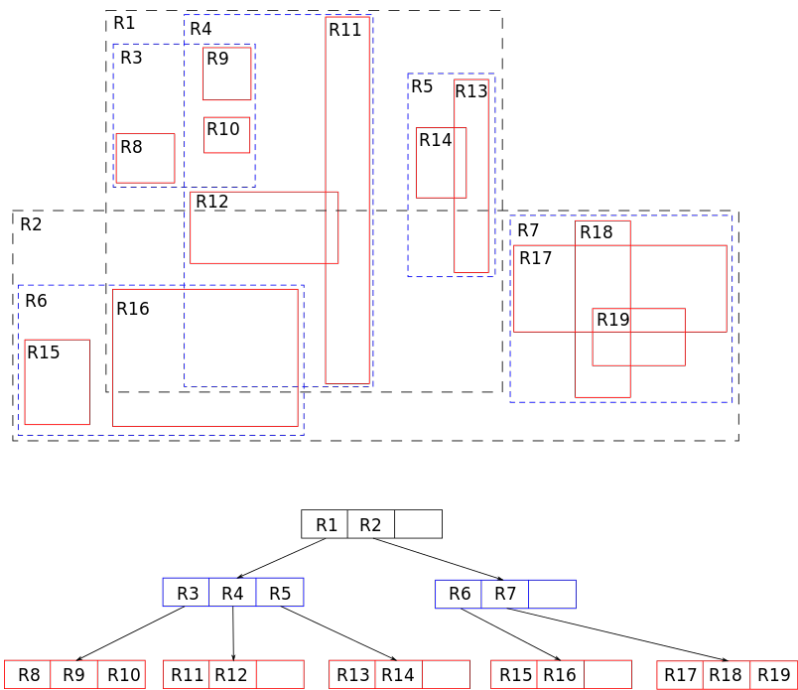 R1
R4
R11
R3
R9
R5
R13
R10
R14
R8
R12
R2
R7
R18
R17
R6
R16
R19
R15
R1 R2
R3 R4 R5
R6 R7
R8 R9 R10
R11 R12
R13 R14
R15 R16
R17 R18 R19